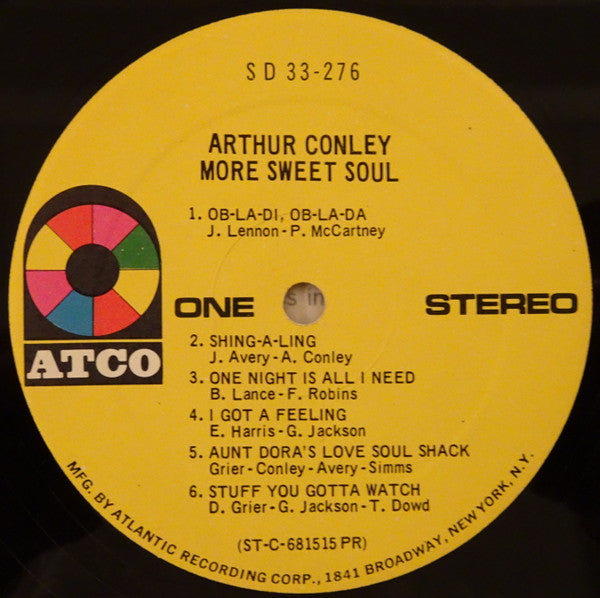 SD 33-276
ARTHUR CONLEY
MORE SWEET SOUL
1. OB-LA-DI, OB-LA-DA
J. Lennon-P. McCartney
ATCO
ONE
s in
STEREO
2. SHING-A-LING
J. Avery-A. Conley
3. ONE NIGHT IS ALL I NEED
B. Lance-F. Robins
4. I GOT A FEELING
E. Harris-G. Jackson
5. AUNT DORA'S LOVE SOUL SHACK
Grier-Conley-Avery-Simms
6. STUFF YOU GOTTA WATCH
D. Grier-G. Jackson-T. Dowd
(ST-C-681515 PR)
MFG. BY ATLANTIC RECORDING CORP., 1841 BROADWAY, NEW YORK, N.Y.